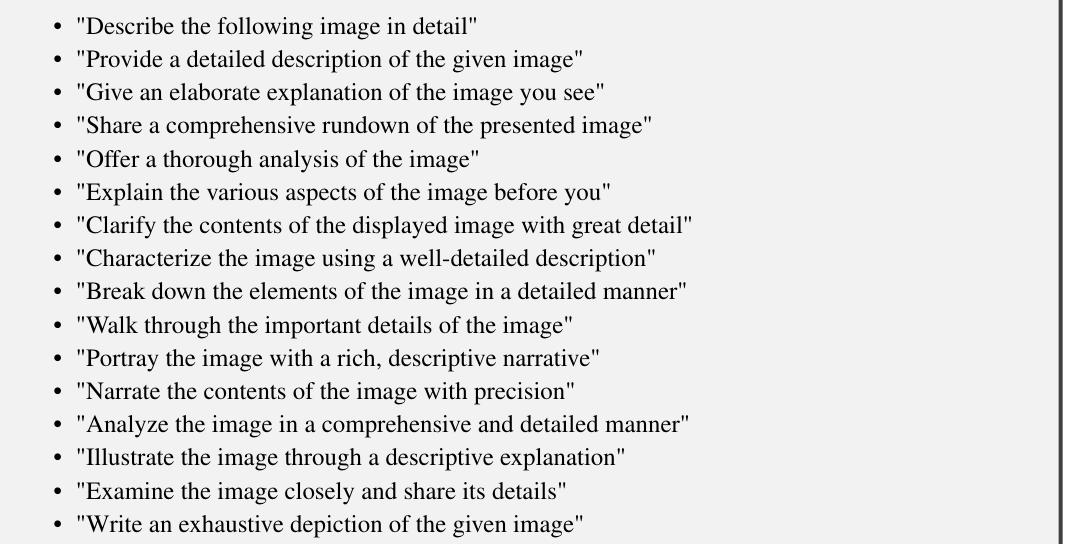 • "Describe the following image in detail"
• "Provide a detailed description of the given image"
• "Give an elaborate explanation of the image you see"
• "Share a comprehensive rundown of the presented image"
• "Offer a thorough analysis of the image"
• "Explain the various aspects of the image before you"
• "Clarify the contents of the displayed image with great detail"
• "Characterize the image using a well-detailed description"
• "Break down the elements of the image in a detailed manner"
• "Walk through the important details of the image"
• "Portray the image with a rich, descriptive narrative"
• "Narrate the contents of the image with precision"
• "Analyze the image in a comprehensive and detailed manner"
• "Illustrate the image through a descriptive explanation"
• "Examine the image closely and share its details"
• "Write an exhaustive depiction of the given image"